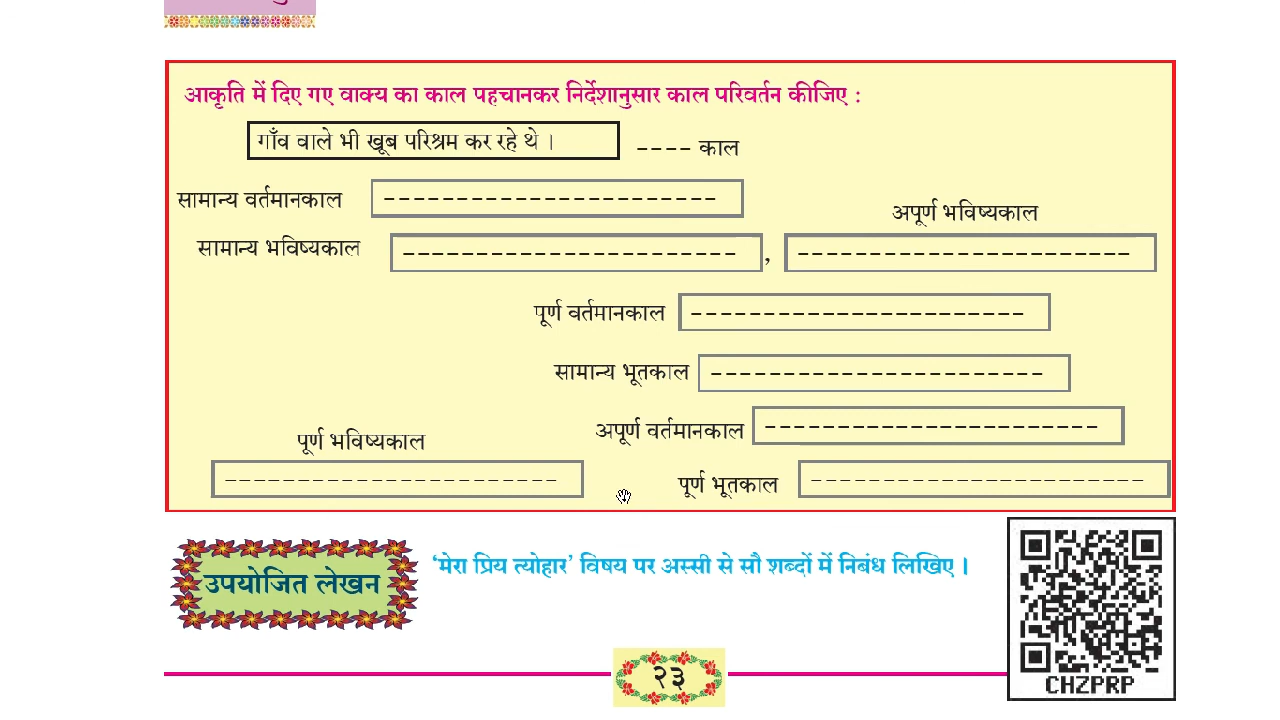 आकृति में दिए गए वाक्य का काल पहचानकर निर्देशानुसार काल परिवर्तन कीजिए :
गाँव वाले भी खूब परिश्रम कर रहे थे ।
---- काल
सामान्य वर्तमानकाल -----------------------
अपूर्ण भविष्यकाल
सामान्य भविष्यकाल -----------------------, -----------------------
पूर्ण वर्तमानकाल -----------------------
सामान्य भूतकाल -----------------------
अपूर्ण वर्तमानकाल -----------------------
पूर्ण भविष्यकाल
-----------------------
पूर्ण भूतकाल -----------------------
उपयोजित लेखन
‘मेरा प्रिय त्योहार’ विषय पर अस्सी से सौ शब्दों में निबंध लिखिए ।
२३
CHZPRP